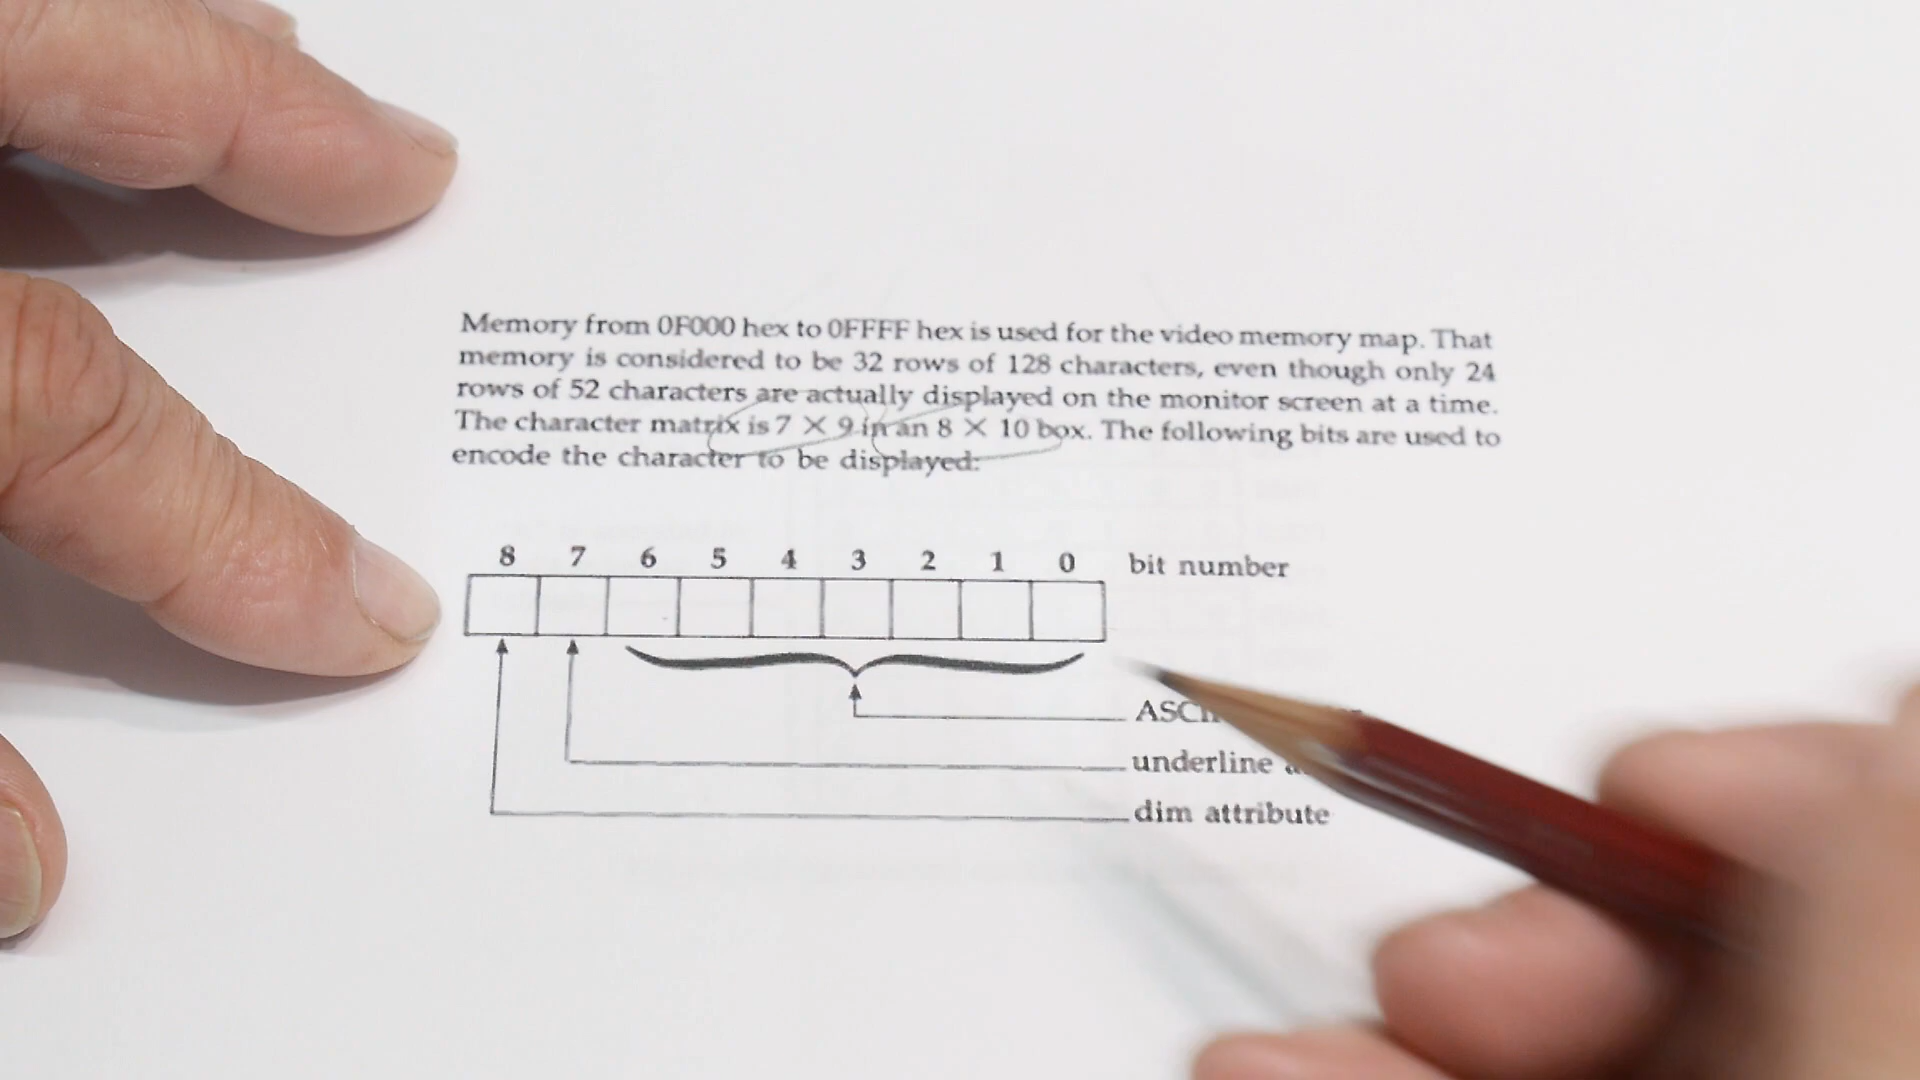 Memory from 0F000 hex to 0FFFF hex is used for the video memory map. That
memory is considered to be 32 rows of 128 characters, even though only 24
rows of 52 characters are actually displayed on the monitor screen at a time.
The character matrix is 7 × 9 in an 8 × 10 box. The following bits are used to
encode the character to be displayed:
8 7 6 5 4 3 2 1 0 bit number
underline
dim attribute